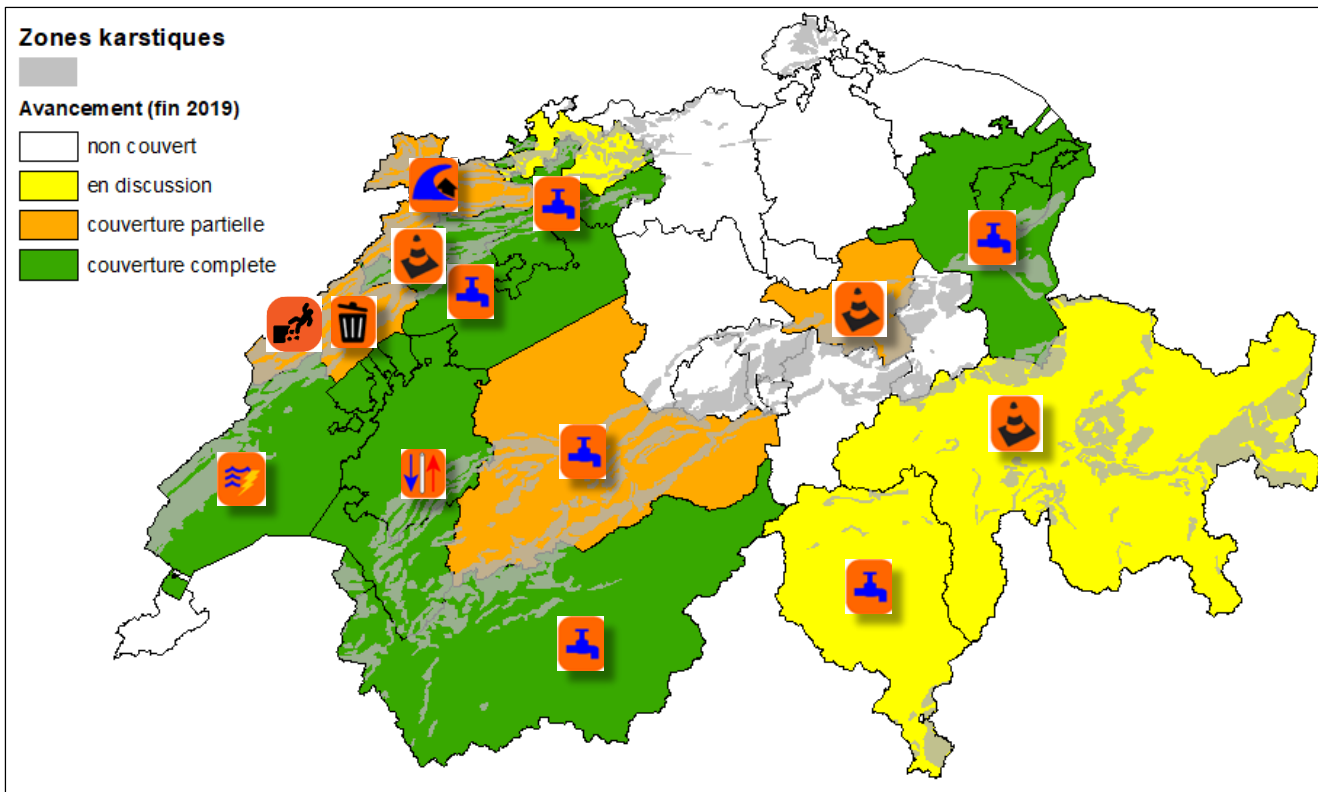 Zones karstiques
Avancement (fin 2019)
non couvert
en discussion
couverture partielle
couverture complete